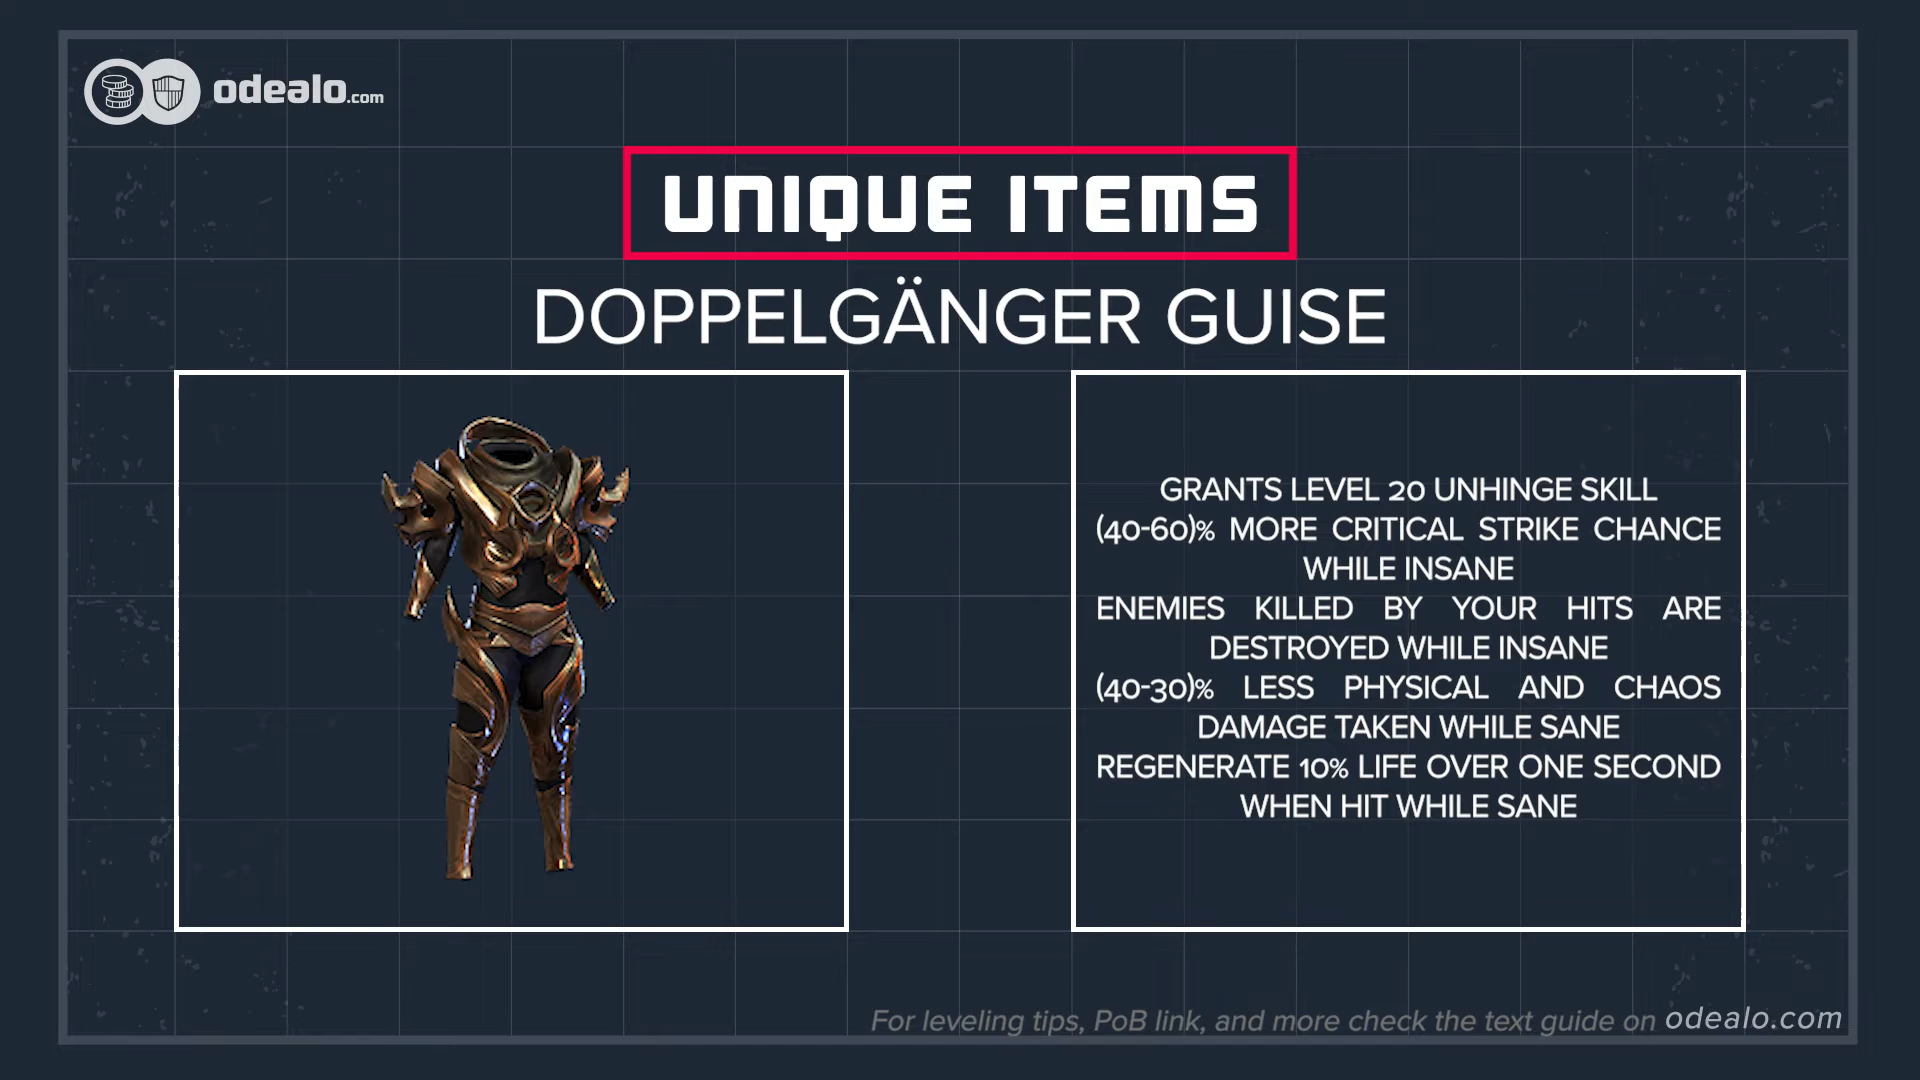 odealo.com
UNIQUE ITEMS
DOPPELGÄNGER GUISE
GRANTS LEVEL 20 UNHINGE SKILL
(40-60)% MORE CRITICAL STRIKE CHANCE
WHILE INSANE
ENEMIES KILLED BY YOUR HITS ARE
DESTROYED WHILE INSANE
(40-30)% LESS PHYSICAL AND CHAOS
DAMAGE TAKEN WHILE SANE
REGENERATE 10% LIFE OVER ONE SECOND
WHEN HIT WHILE SANE
For leveling tips, PoB link, and more check the text guide on odealo.com